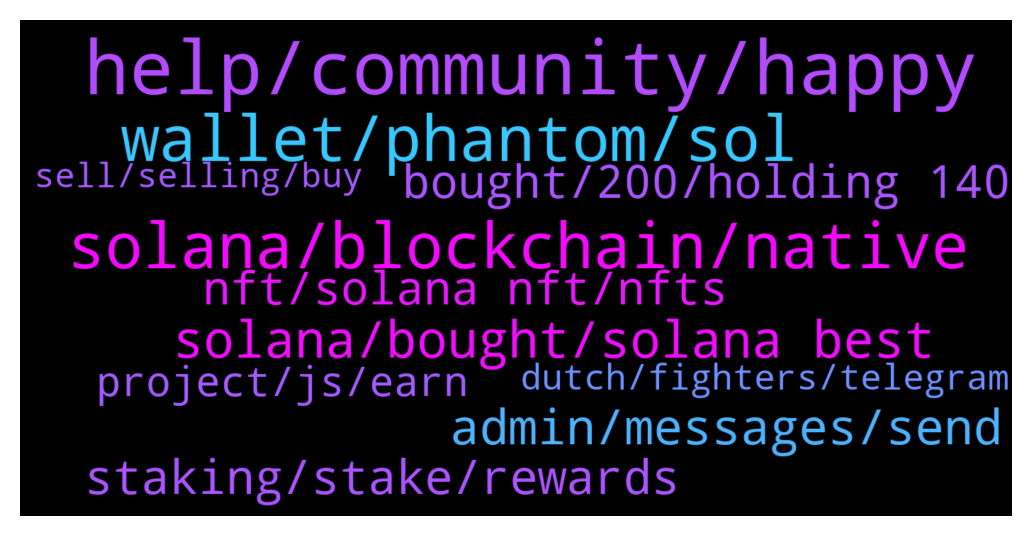 help/community/happy
wallet/phantom/sol
sell/selling/buy
bought/200/holding 140
solana/blockchain/native
nft/solana nft/nfts
solana/bought/solana best
project/js/earn
dutch/fighters/telegram
admin/messages/send
staking/stake/rewards